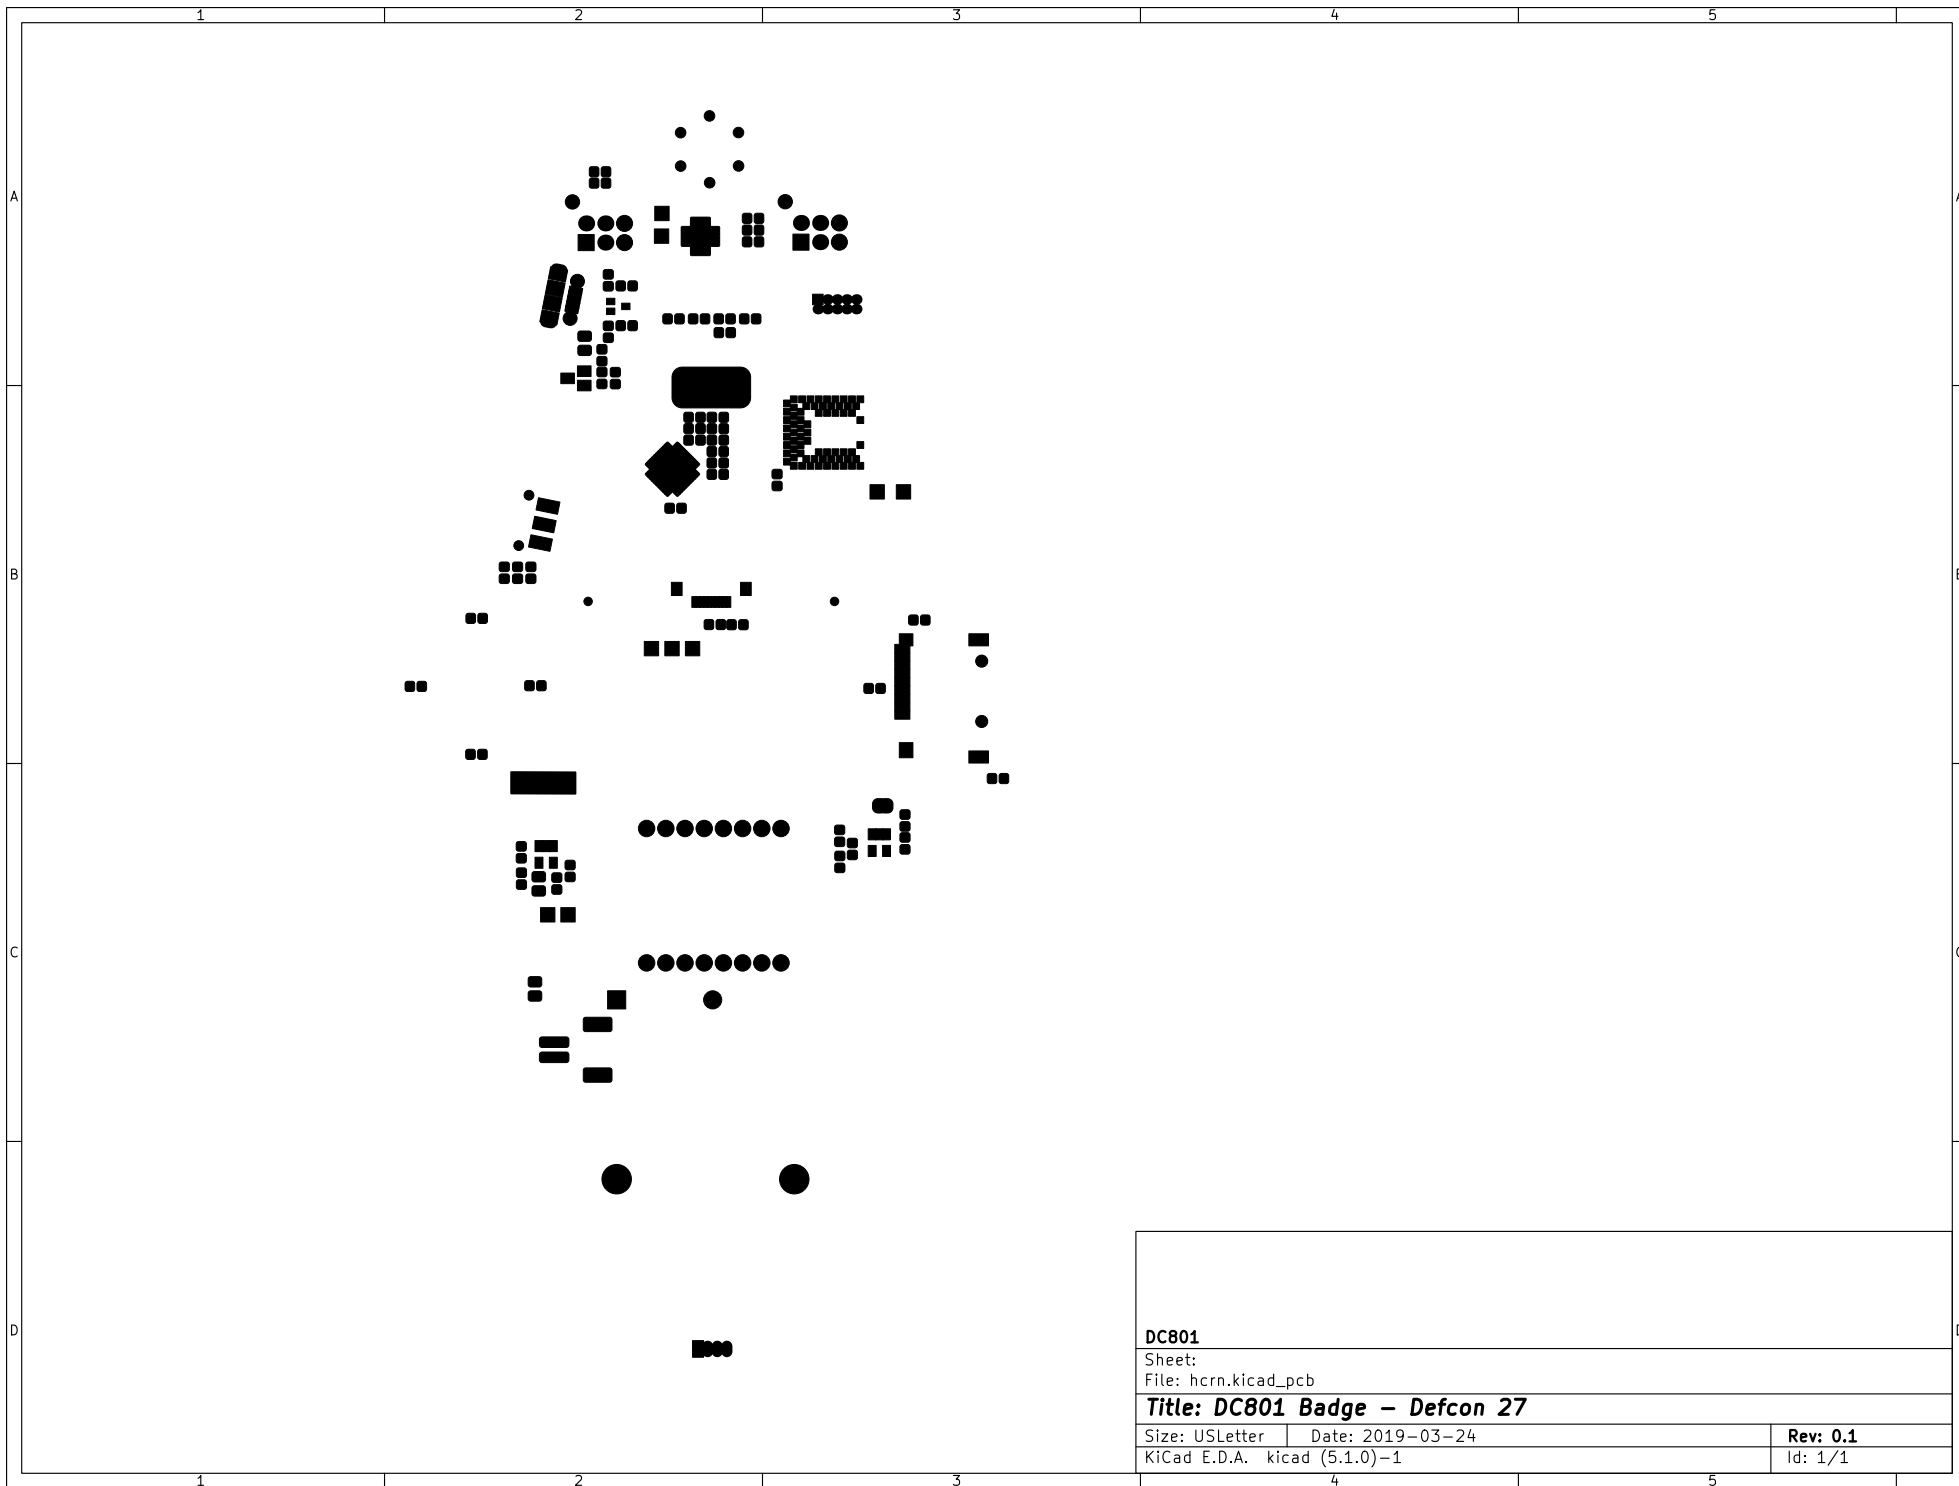 1 2 3 4 5
A A
B B
C C
D D
DC801
Sheet:
File: hcrn.kicad_pcb
Title: DC801 Badge – Defcon 27
Size: USLetter Date: 2019-03-24 Rev: 0.1
KiCad E.D.A. kicad (5.1.0)-1 Id: 1/1
1 2 3 4 5